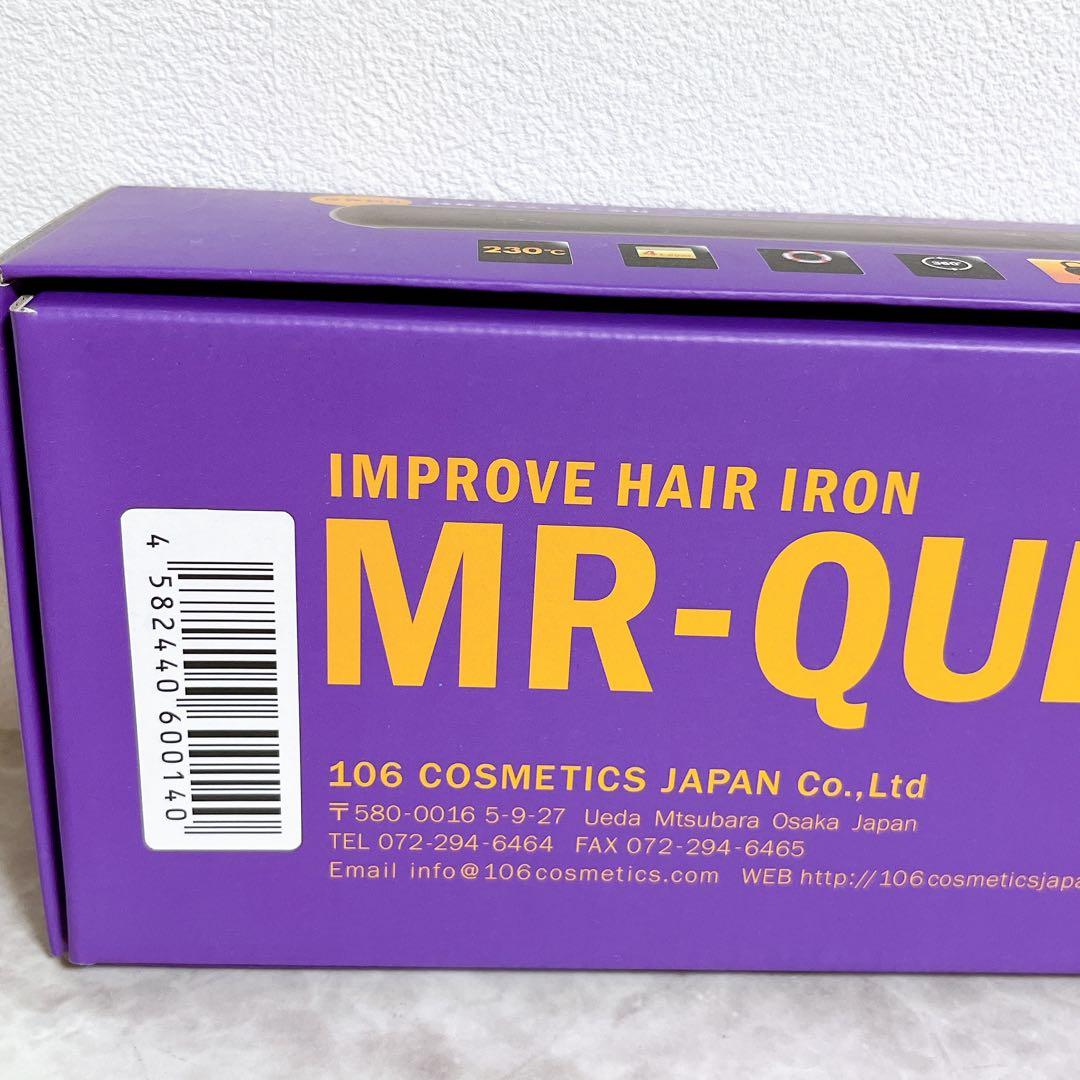 230℃
360°
IMPROVE HAIR IRON
MR-QU
4 582440 600140
106 COSMETICS JAPAN Co.,Ltd
〒580-0016 5-9-27 Ueda Mtsubara Osaka Japan
TEL 072-294-6464 FAX 072-294-6465
Email info@106cosmetics.com WEB http://106cosmeticsjapa